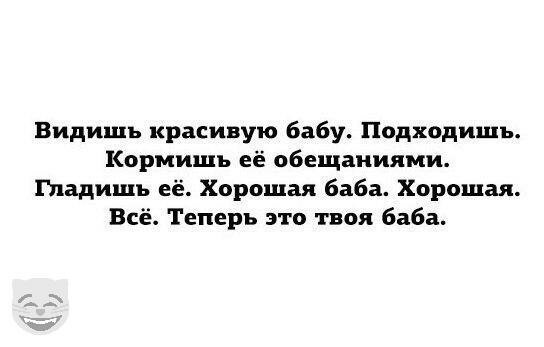 Видишь красивую бабу. Подходишь.
Кормишь её обещаниями.
Гладишь её. Хорошая баба. Хорошая.
Всё. Теперь это твоя баба.